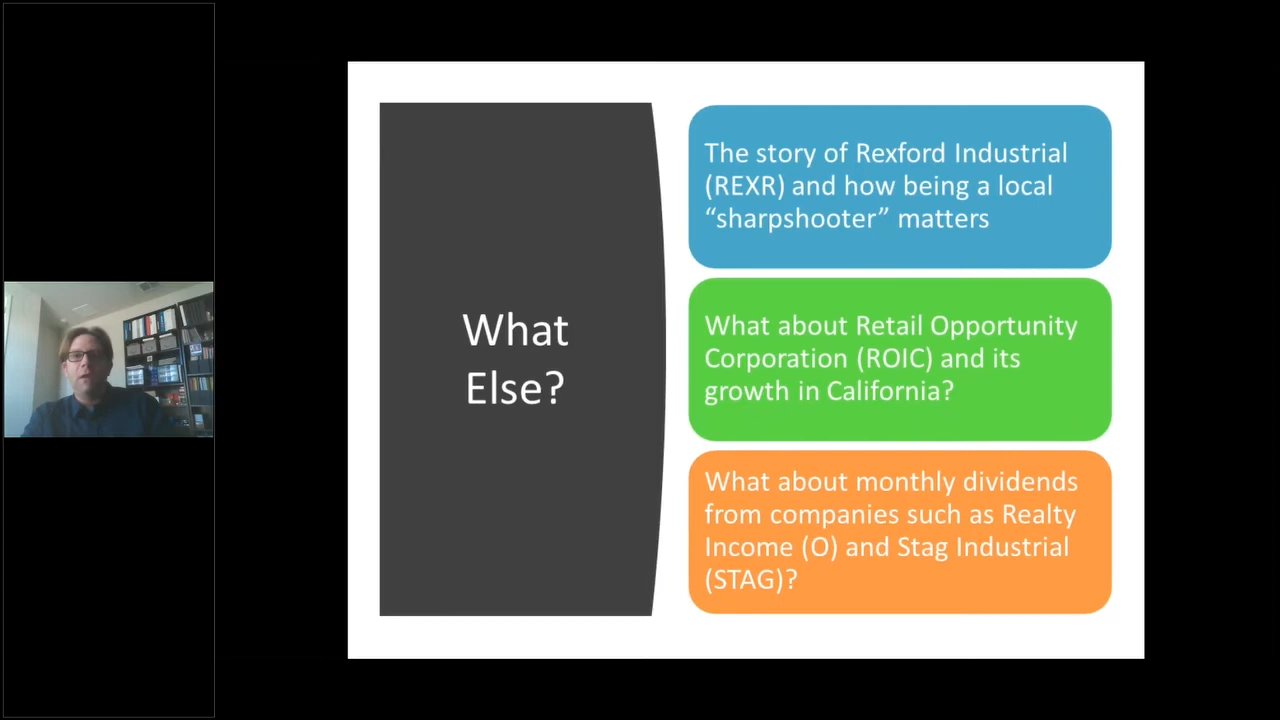 What
Else?
The story of Rexford Industrial
(REXR) and how being a local
“sharpshooter” matters
What about Retail Opportunity
Corporation (ROIC) and its
growth in California?
What about monthly dividends
from companies such as Realty
Income (O) and Stag Industrial
(STAG)?